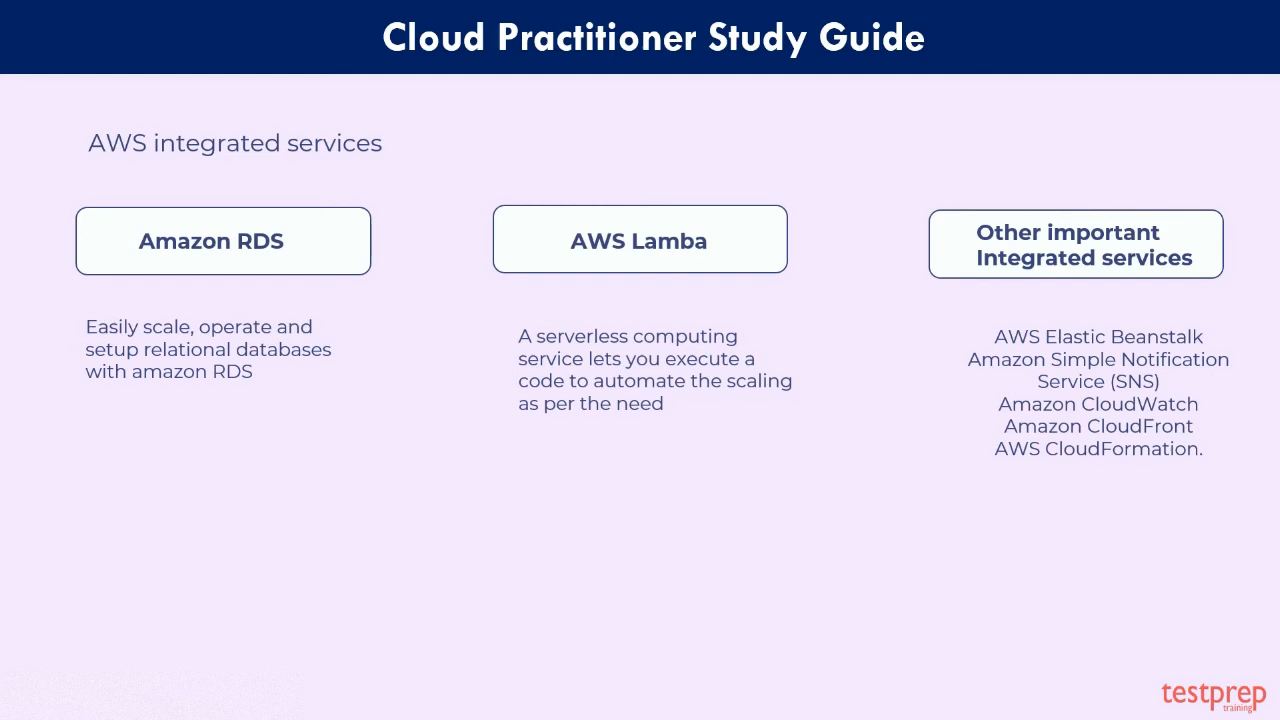 Cloud Practitioner Study Guide
AWS integrated services
Amazon RDS
Easily scale, operate and
setup relational databases
with amazon RDS
AWS Lamba
A serverless computing
service lets you execute a
code to automate the scaling
as per the need
Other important
Integrated services
AWS Elastic Beanstalk
Amazon Simple Notification
Service (SNS)
Amazon CloudWatch
Amazon CloudFront
AWS CloudFormation.
testprep
training